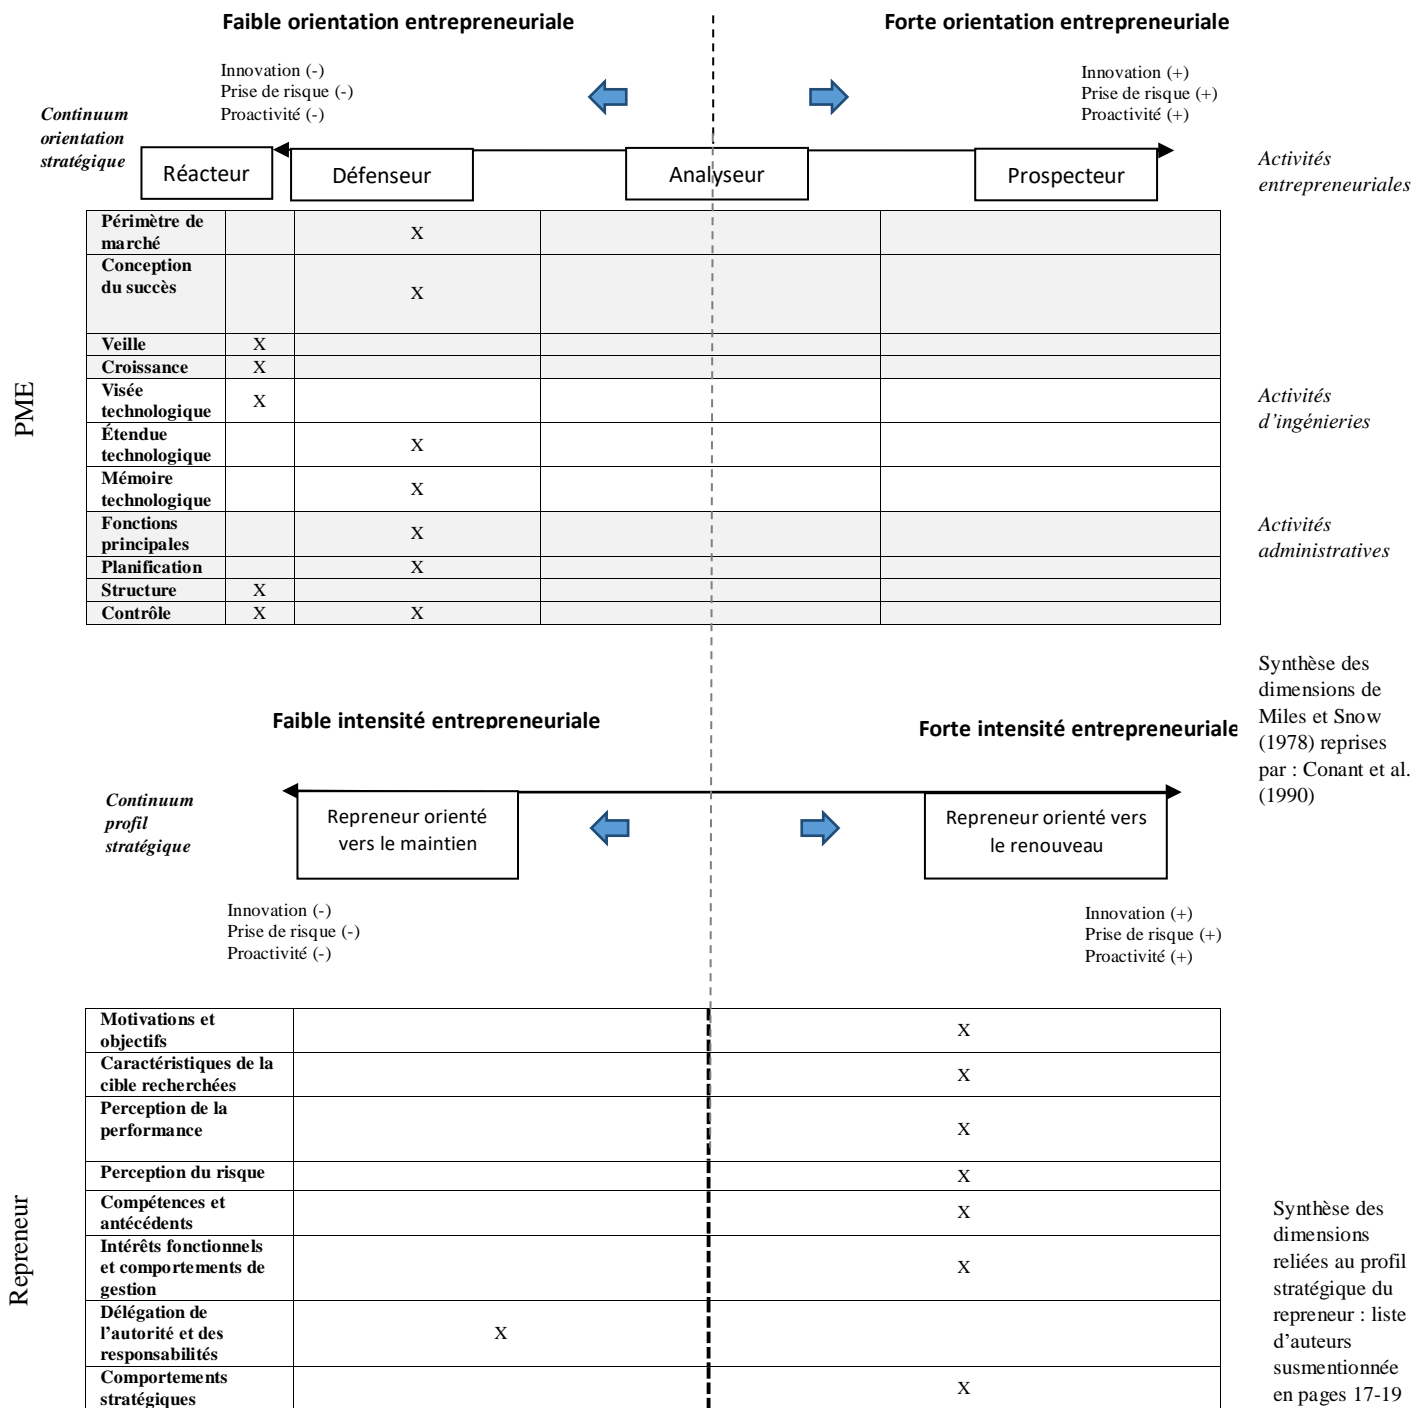 Faible orientation entrepreneuriale
Forte orientation entrepreneuriale
Innovation (-)
Prise de risque (-)
Proactivité (-)
Innovation (+)
Prise de risque (+)
Proactivité (+)
Continuum
orientation
stratégique
Réacteur
Défenseur
Analyseur
Prospecteur
Activités
entrepreneuriales
PME
Périmètre de
marché
X
Conception
du succès
X
Veille X
Croissance X
Visée
technologique
X
Étendue
technologique
X
Mémoire
technologique
X
Fonctions
principales
X
Planification X
Structure X
Contrôle X X
Activités
d'ingénieries
Activités
administratives
Synthèse des
dimensions de
Miles et Snow
(1978) reprises
par : Conant et al.
(1990)
Faible intensité entrepreneuriale
Forte intensité entrepreneuriale
Continuum
profil
stratégique
Repreneur orienté
vers le maintien
Repreneur orienté vers
le renouveau
Innovation (-)
Prise de risque (-)
Proactivité (-)
Innovation (+)
Prise de risque (+)
Proactivité (+)
Repreneur
Motivations et
objectifs
X
Caractéristiques de la
cible recherchées
X
Perception de la
performance
X
Perception du risque X
Compétences et
antécédents
X
Intérêts fonctionnels
et comportements de
gestion
X
Délégation de
l'autorité et des
responsabilités
X
Comportements
stratégiques
X
Synthèse des
dimensions
reliées au profil
stratégique du
repreneur : liste
d'auteurs
susmentionnée
en pages 17-19